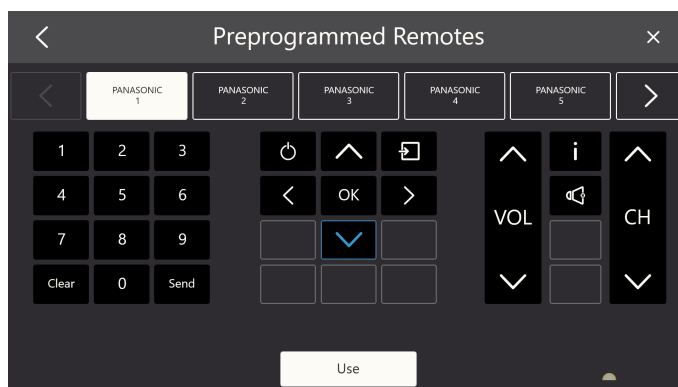 Preprogrammed Remotes
PANASONIC
1
PANASONIC
2
PANASONIC
3
PANASONIC
4
PANASONIC
5
1 2 3
4 5 6
7 8 9
Clear 0 Send
OK
VOL
i
CH
Use